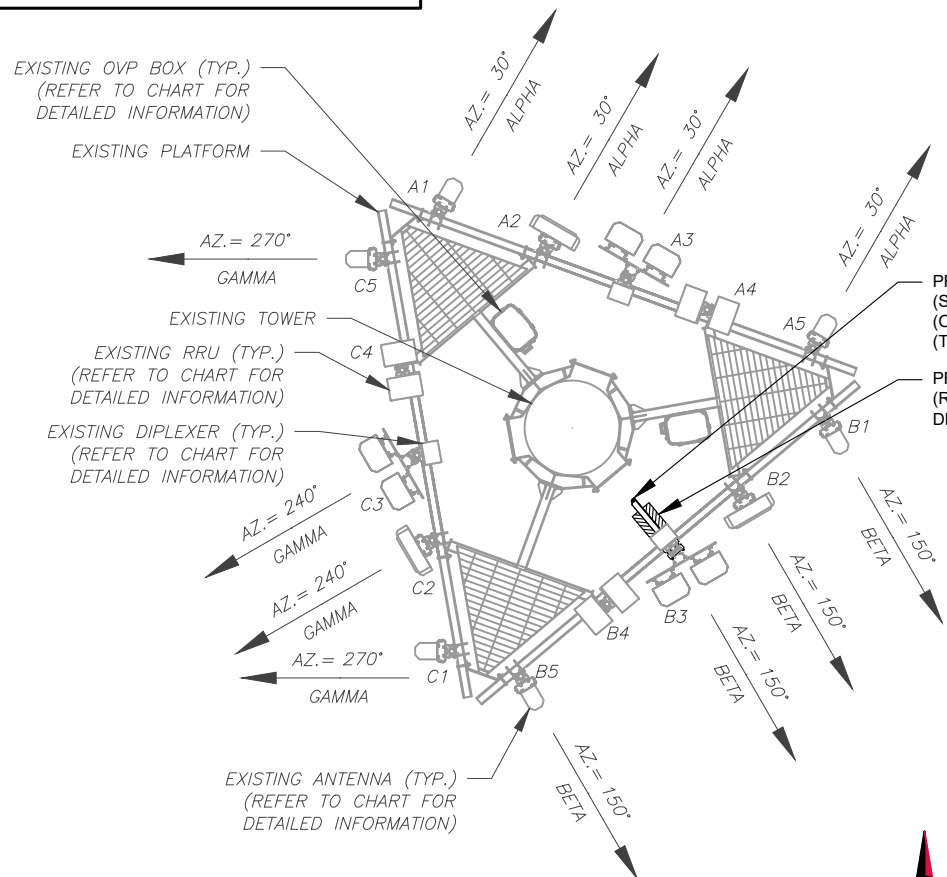 EXISTING OVP BOX (TYP.)
(REFER TO CHART FOR
DETAILED INFORMATION)
EXISTING PLATFORM
AZ.= 30°
ALPHA
AZ.= 30°
ALPHA
AZ.= 30°
ALPHA
AZ.= 30°
ALPHA
A1
A2
A3
A4
A5
AZ.= 270°
GAMMA
C5
EXISTING TOWER
EXISTING RRU (TYP.)
(REFER TO CHART FOR
DETAILED INFORMATION)
C4
EXISTING DIPLEXER (TYP.)
(REFER TO CHART FOR
DETAILED INFORMATION)
C3
B1
B2
AZ.= 240°
GAMMA
C2
AZ.= 240°
GAMMA
AZ.= 150°
BETA
AZ.= 150°
BETA
B3
B4
AZ.= 150°
BETA
AZ.= 270°
GAMMA
C1
B5
AZ.= 150°
BETA
EXISTING ANTENNA (TYP.)
(REFER TO CHART FOR
DETAILED INFORMATION)